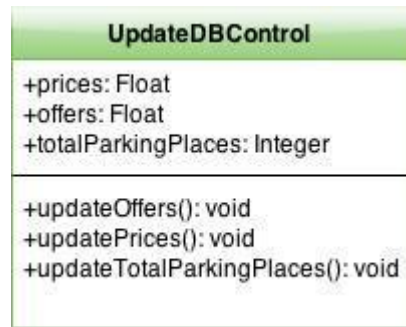 UpdateDBControl
+prices: Float
+offers: Float
+totalParkingPlaces: Integer
+updateOffers(): void
+updatePrices(): void
+updateTotalParkingPlaces(): void